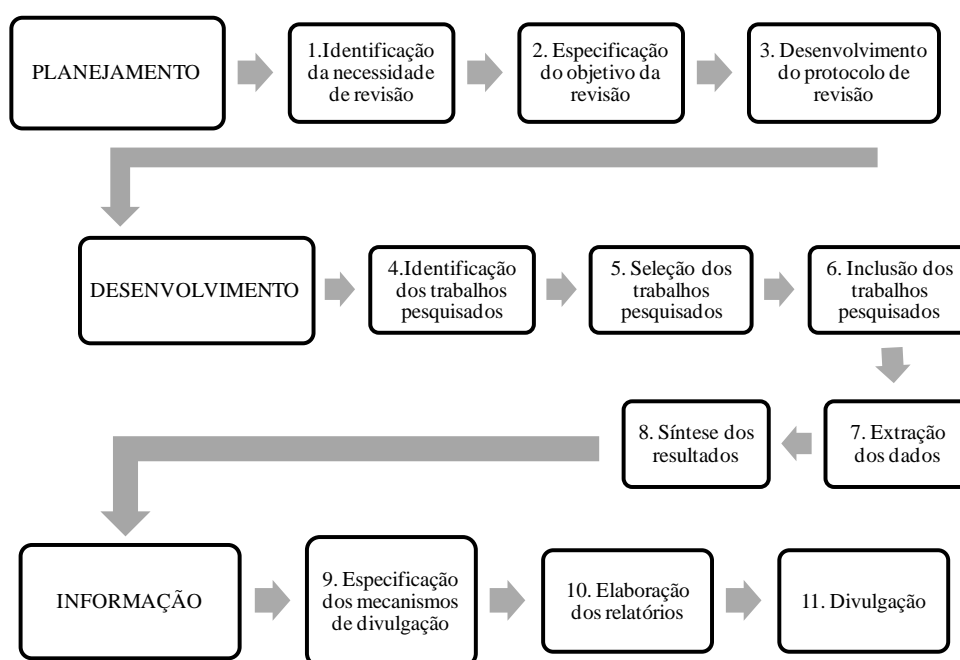 PLANEJAMENTO
1.Identificação
da necessidade
de revisão
2. Especificação
do objetivo da
revisão
3. Desenvolvimento
do protocolo de
revisão
DESENVOLVIMENTO
4.Identificação
dos trabalhos
pesquisados
5. Seleção dos
trabalhos
pesquisados
6. Inclusão dos
trabalhos
pesquisados
7. Extração
dos dados
8. Síntese dos
resultados
INFORMAÇÃO
9. Especificação
dos mecanismos
de divulgação
10. Elaboração
dos relatórios
11. Divulgação